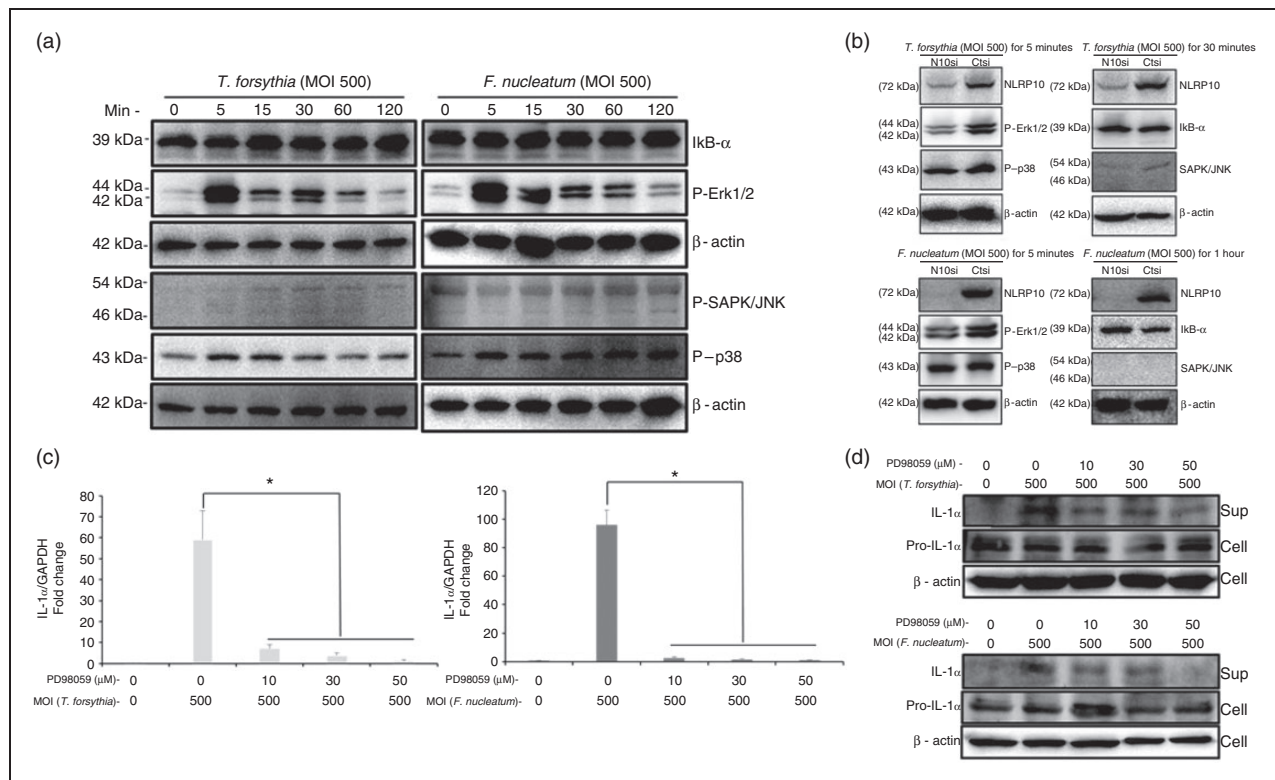 (a)
T. forsythia (MOI 500) F. nucleatum (MOI 500)
Min - 0 5 15 30 60 120 0 5 15 30 60 120
39 kDa- IkB-α
44 kDa-
42 kDa- P-Erk1/2
42 kDa- β- actin
54 kDa-
46 kDa- P-SAPK/JNK
43 kDa- P–p38
42 kDa- β- actin
(b)
T. forsythia (MOI 500) for 5 minutes
N10si Ctsi
(72 kDa) NLRP10
(44 kDa)
(42 kDa) P-Erk1/2
(43 kDa) P–p38
(42 kDa) β-actin
T. forsythia (MOI 500) for 30 minutes
N10si Ctsi
(72 kDa) NLRP10
(39 kDa) IkB-α
(54 kDa)
(46 kDa) SAPK/JNK
(42 kDa) β-actin
F. nucleatum (MOI 500) for 5 minutes
N10si Ctsi
(72 kDa) NLRP10
(44 kDa)
(42 kDa) P-Erk1/2
(43 kDa) P–p38
(42 kDa) β-actin
F. nucleatum (MOI 500) for 1 hour
N10si Ctsi
(72 kDa) NLRP10
(39 kDa) IkB-α
(54 kDa)
(46 kDa) SAPK/JNK
(42 kDa) β-actin
(c)
IL-1α/GAPDH
Fold change
80
70
60
50
40
30
20
10
0
*
PD98059 (µM)- 0 0 10 30 50
MOI (T. forsythia)- 0 500 500 500 500
IL-1α/GAPDH
Fold change
120
100
80
60
40
20
0
*
PD98059 (µM)- 0 0 10 30 50
MOI (F. nucleatum)- 0 500 500 500 500
(d)
PD98059 (µM) - 0 0 10 30 50
MOI (T. forsythia)- 0 500 500 500 500
IL-1α Sup
Pro-IL-1α Cell
β - actin Cell
PD98059 (µM)- 0 0 10 30 50
MOI (F. nucleatum)- 0 500 500 500 500
IL-1α Sup
Pro-IL-1α Cell
β - actin Cell